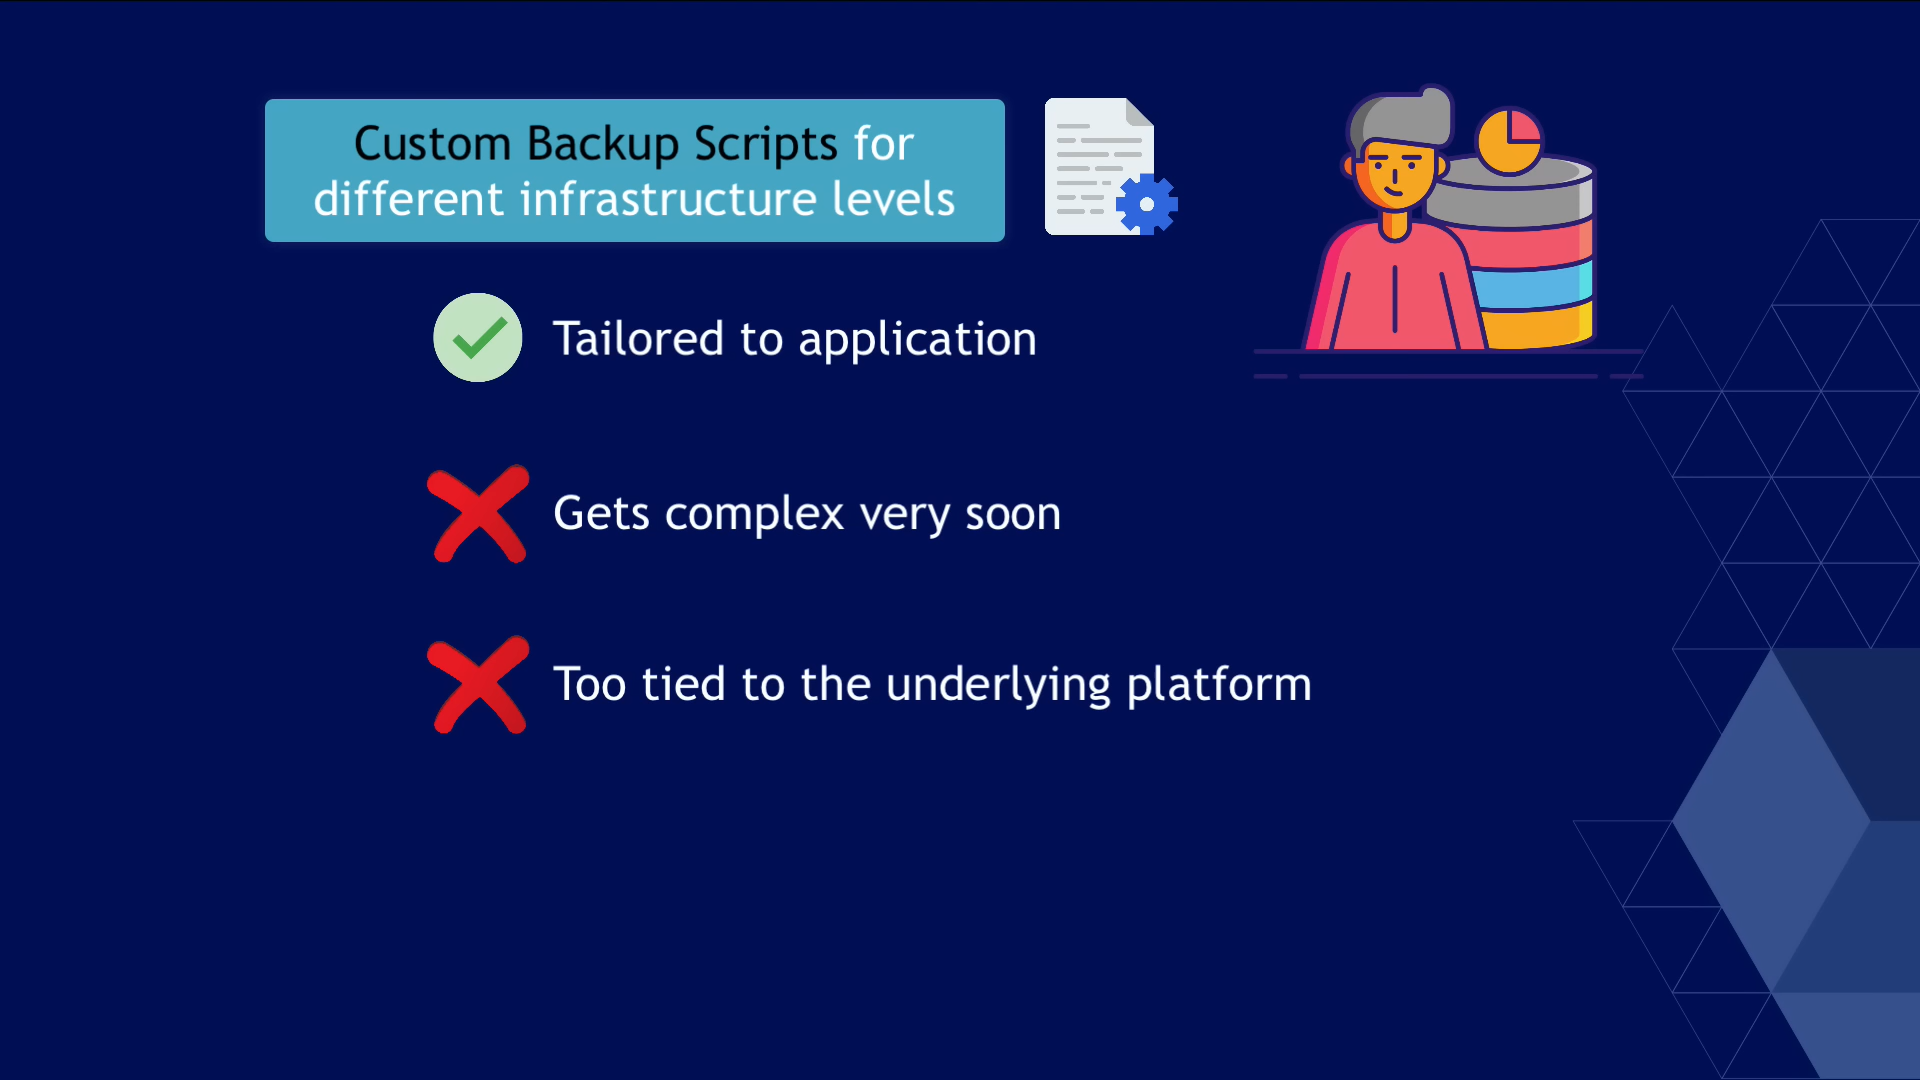 Custom Backup Scripts for
different infrastructure levels
Tailored to application
Gets complex very soon
Too tied to the underlying platform